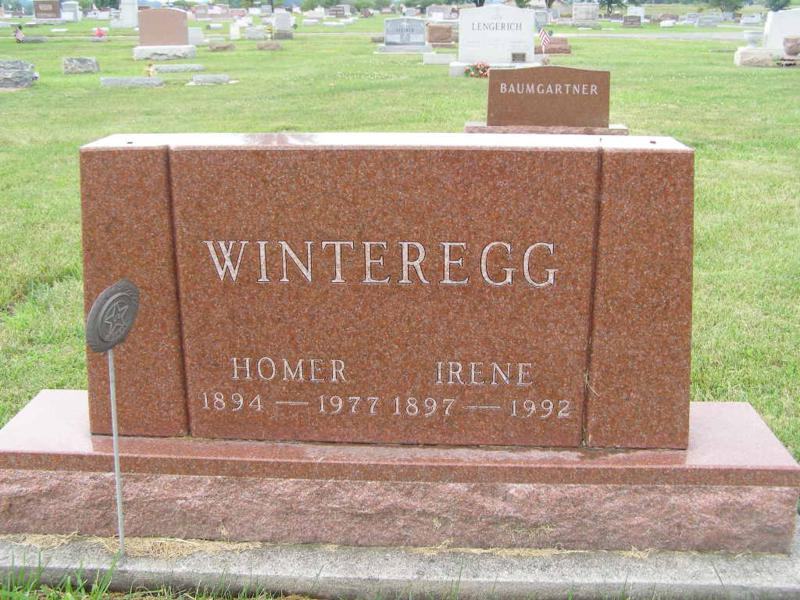 LENGERICH
BAUMGARTNER
WINTEREGG
HOMER IRENE
1894 — 1977 1897 — 1992